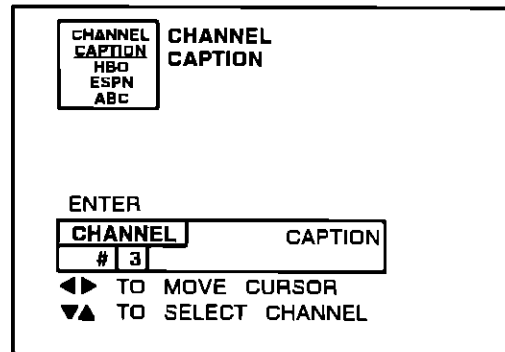 CHANNEL
CAPTION
HBO
ESPN
ABC
CHANNEL
CAPTION
ENTER
CHANNEL CAPTION
# 3
◀▶ TO MOVE CURSOR
▼▲ TO SELECT CHANNEL